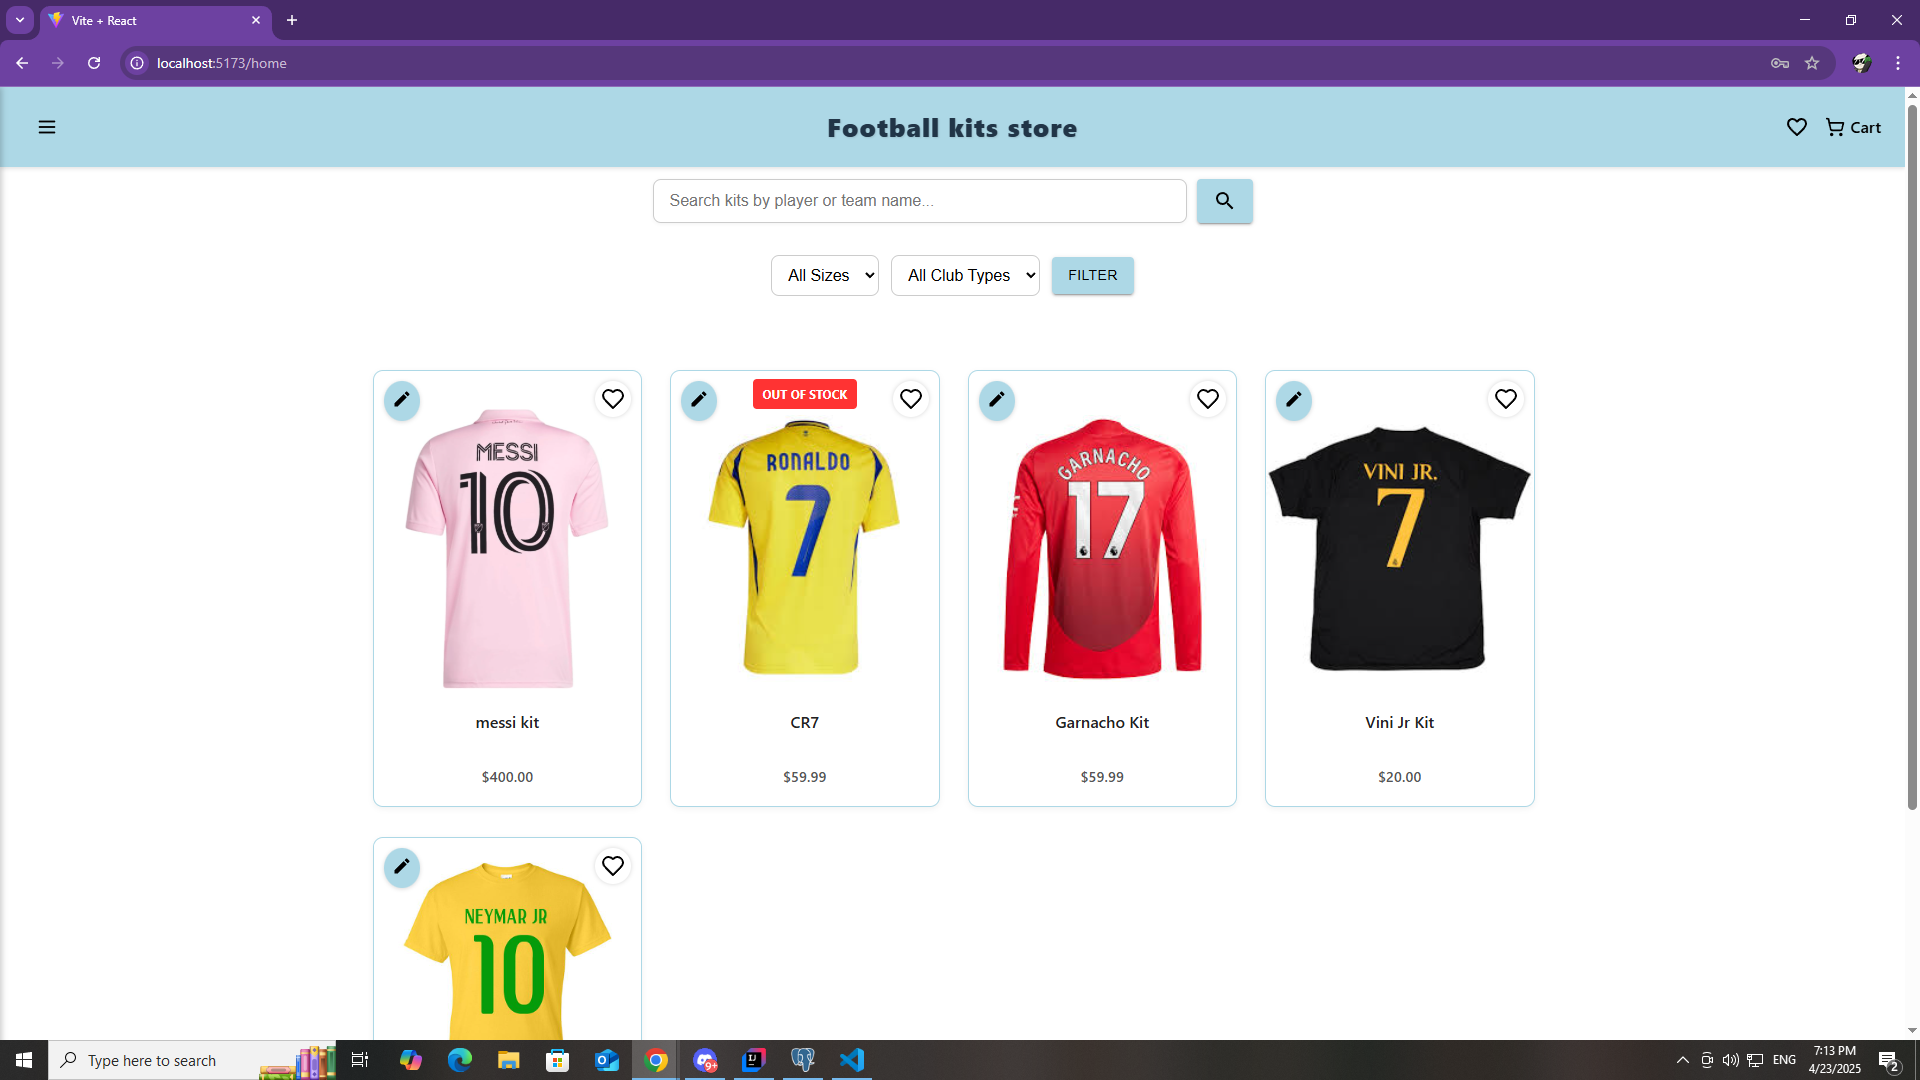 Vite + React
localhost:5173/home
Football kits store
Cart
Search kits by player or team name...
All Sizes
All Club Types
FILTER
MESSI
10
messi kit
$400.00
OUT OF STOCK
RONALDO
7
CR7
$59.99
GARNACHO
17
Garnacho Kit
$59.99
VINI JR.
7
Vini Jr Kit
$20.00
NEYMAR JR
10
Type here to search
9+
IJ
ENG
7:13 PM
4/23/2025
2